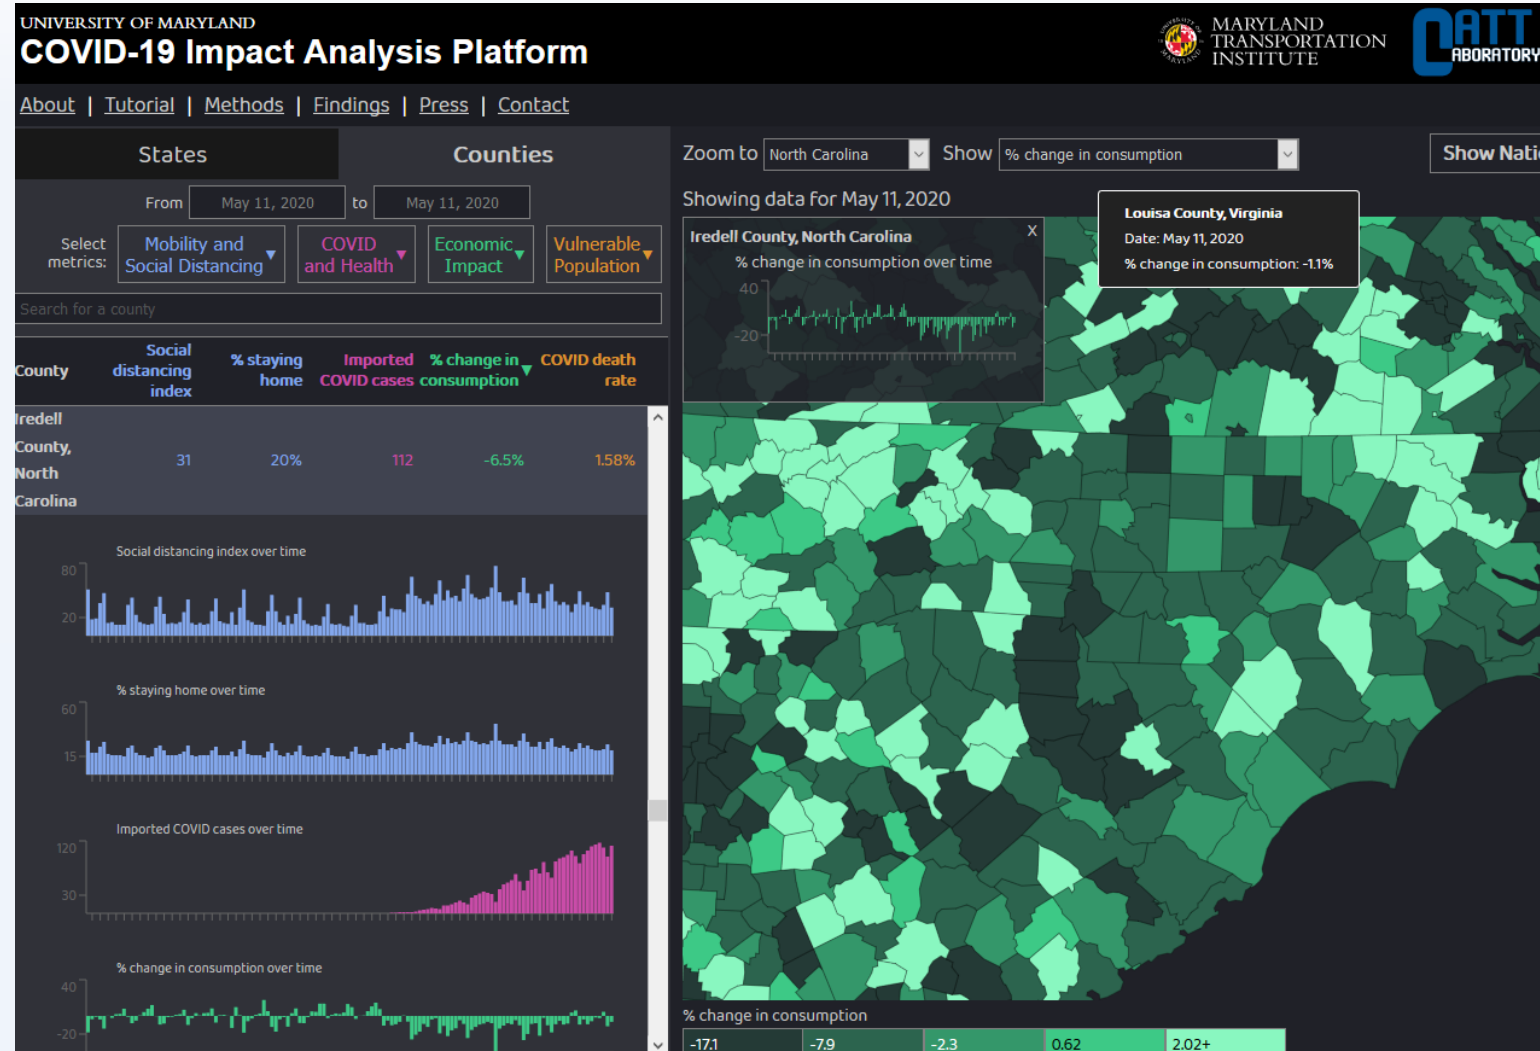 UNIVERSITY OF MARYLAND
COVID-19 Impact Analysis Platform
MARYLAND
TRANSPORTATION
INSTITUTE
CATT
LABORATORY
About | Tutorial | Methods | Findings | Press | Contact
States
Counties
From May 11, 2020 to May 11, 2020
Select metrics:
Mobility and Social Distancing
COVID and Health
Economic Impact
Vulnerable Population
Search for a county
County
Social distancing index
% staying home
Imported COVID cases
% change in consumption
COVID death rate
Iredell
County,
North
Carolina
31 20% 112 -6.5% 1.58%
Social distancing index over time
80
20
% staying home over time
60
15
Imported COVID cases over time
120
30
% change in consumption over time
40
-20
Zoom to North Carolina Show % change in consumption
Show Nati
Showing data for May 11, 2020
Iredell County, North Carolina X
% change in consumption over time
40
-20
Louisa County, Virginia
Date: May 11, 2020
% change in consumption: -1.1%
% change in consumption
-17.1 -7.9 -2.3 0.62 2.02+